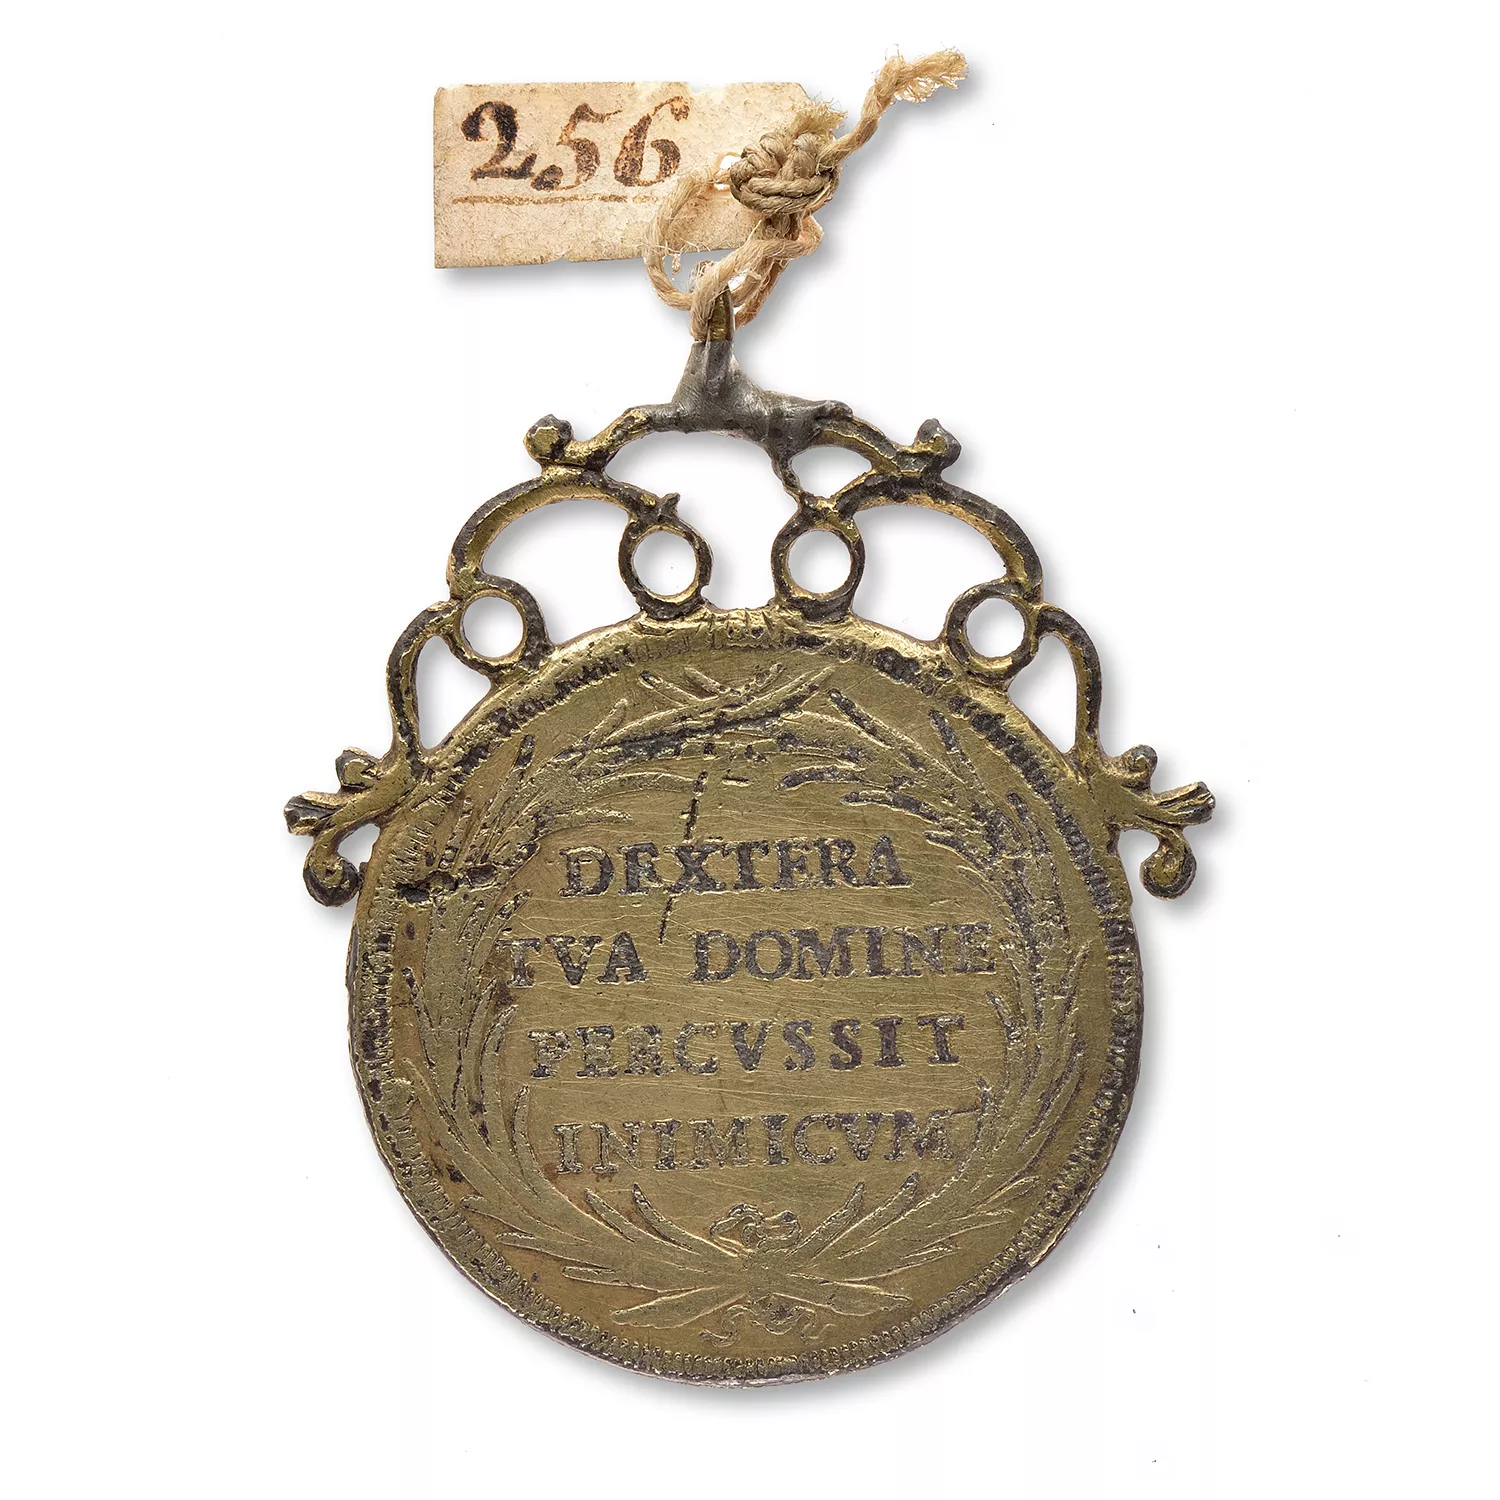 256
DEXTERA
TVA DOMINE
PERCVSSIT
INIMICVM